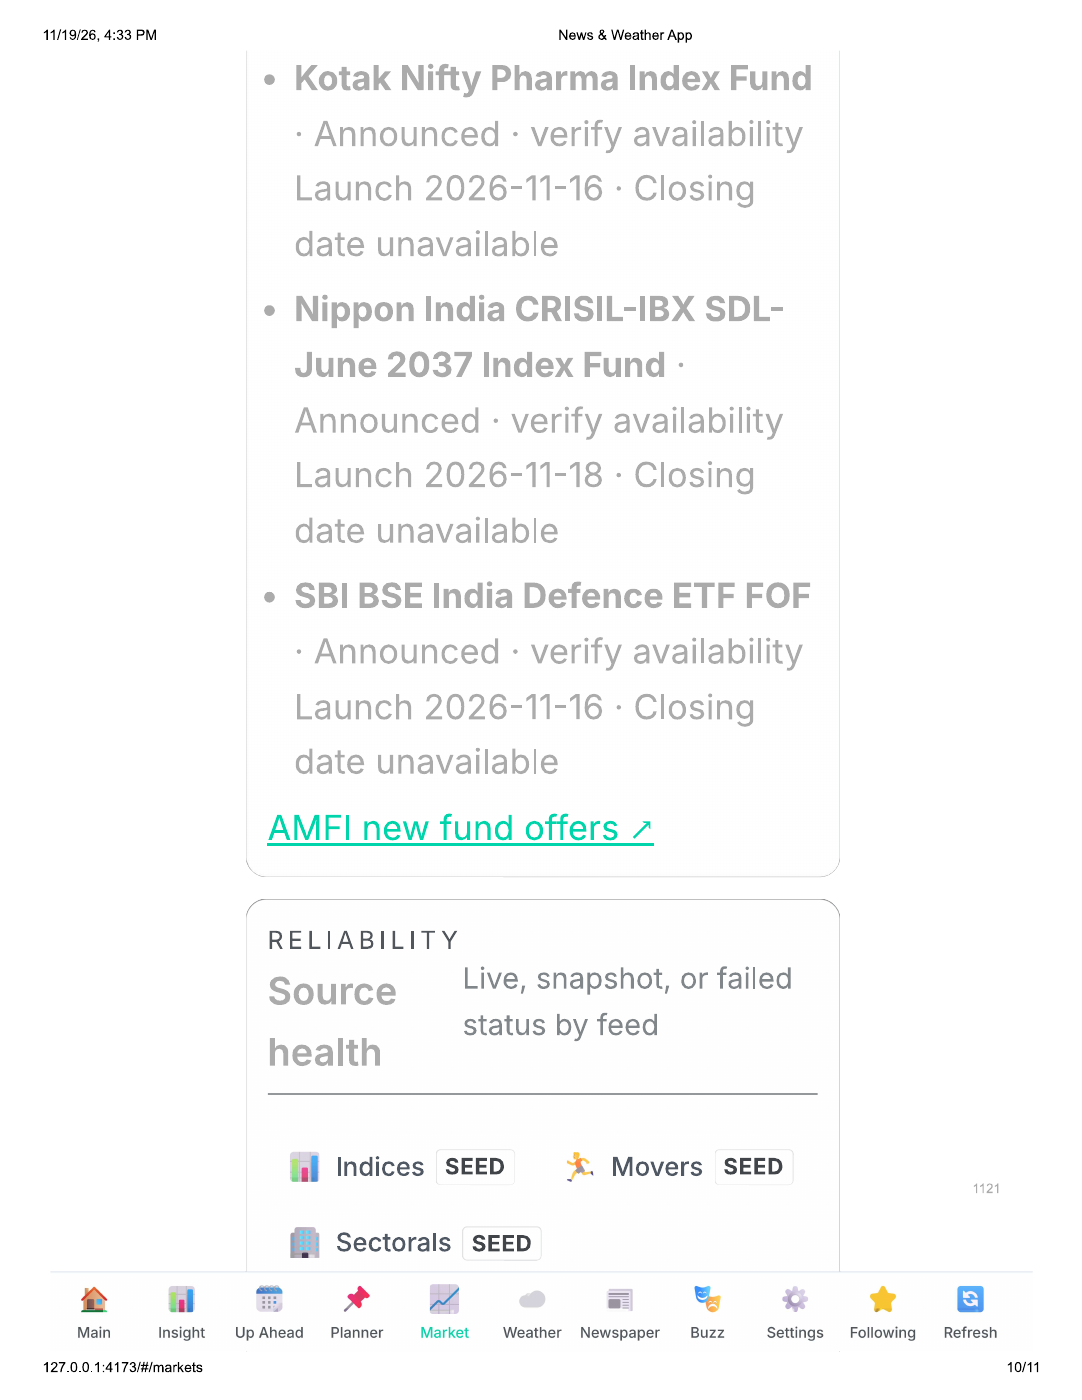 11/19/26, 4:33 PM News & Weather App
• Kotak Nifty Pharma Index Fund
· Announced · verify availability
Launch 2026-11-16 · Closing
date unavailable
• Nippon India CRISIL-IBX SDL-
June 2037 Index Fund ·
Announced · verify availability
Launch 2026-11-18 · Closing
date unavailable
• SBI BSE India Defence ETF FOF
· Announced · verify availability
Launch 2026-11-16 · Closing
date unavailable
AMFI new fund offers ↗
RELIABILITY
Source
health
Live, snapshot, or failed
status by feed
Indices SEED Movers SEED
1121
Sectorals SEED
Main Insight Up Ahead Planner Market Weather Newspaper Buzz Settings Following Refresh
127.0.0.1:4173/#/markets 10/11